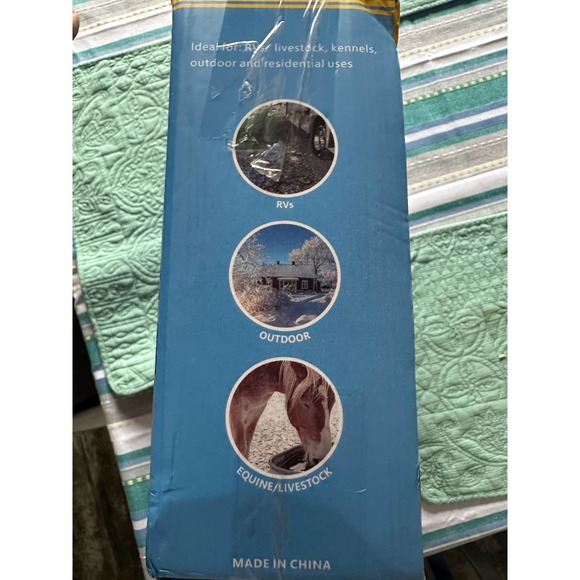 Ideal for: RVs, livestock, kennels,
outdoor and residential uses
RVs
OUTDOOR
EQUINE/LIVESTOCK
MADE IN CHINA